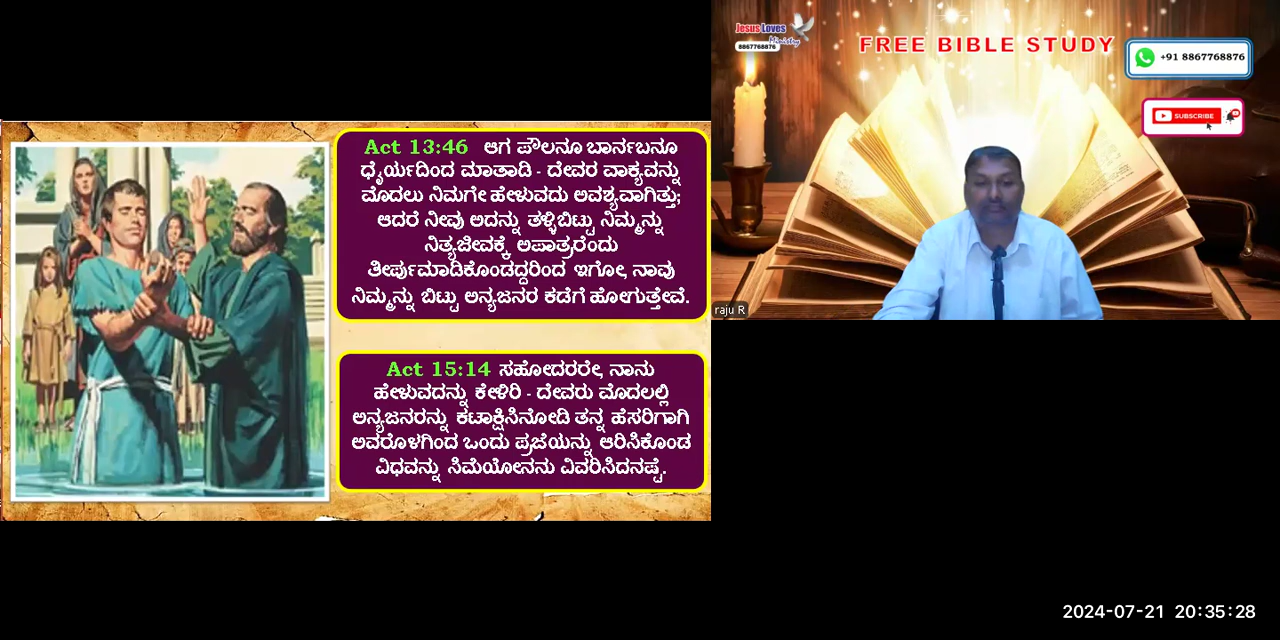 Act 13:46 ಆಗ ಪೌಲನೂ ಬಾರ್ನಬನೂ
ಧೈರ್ಯದಿಂದ ಮಾತಾಡಿ - ದೇವರ ವಾಕ್ಯವನ್ನು
ಮೊದಲು ನಿಮಗೇ ಹೇಳುವದು ಅವಶ್ಯವಾಗಿತ್ತು;
ಆದರೆ ನೀವು ಅದನ್ನು ತಳ್ಳಿಬಿಟ್ಟು ನಿಮ್ಮನ್ನು
ನಿತ್ಯಜೀವಕ್ಕೆ ಅಪಾತ್ರರೆಂದು
ತೀರ್ಪುಮಾಡಿಕೊಂಡದ್ದರಿಂದ ಇಗೋ, ನಾವು
ನಿಮ್ಮನ್ನು ಬಿಟ್ಟು ಅನ್ಯಜನರ ಕಡೆಗೆ ಹೋಗುತ್ತೇವೆ.
Act 15:14 ಸಹೋದರರೇ, ನಾನು
ಹೇಳುವದನ್ನು ಕೇಳಿರಿ - ದೇವರು ಮೊದಲಲ್ಲಿ
ಅನ್ಯಜನರನ್ನು ಕಟಾಕ್ಷಿಸಿನೋಡಿ ತನ್ನ ಹೆಸರಿಗಾಗಿ
ಅವರೊಳಗಿಂದ ಒಂದು ಪ್ರಜೆಯನ್ನು ಆರಿಸಿಕೊಂಡ
ವಿಧವನ್ನು ಸಿಮೆಯೋನನು ವಿವರಿಸಿದನಷ್ಟೆ.
Jesus Loves
Ministry
8867768876
FREE BIBLE STUDY
+91 8867768876
SUBSCRIBE
raju R
2024-07-21 20:35:28